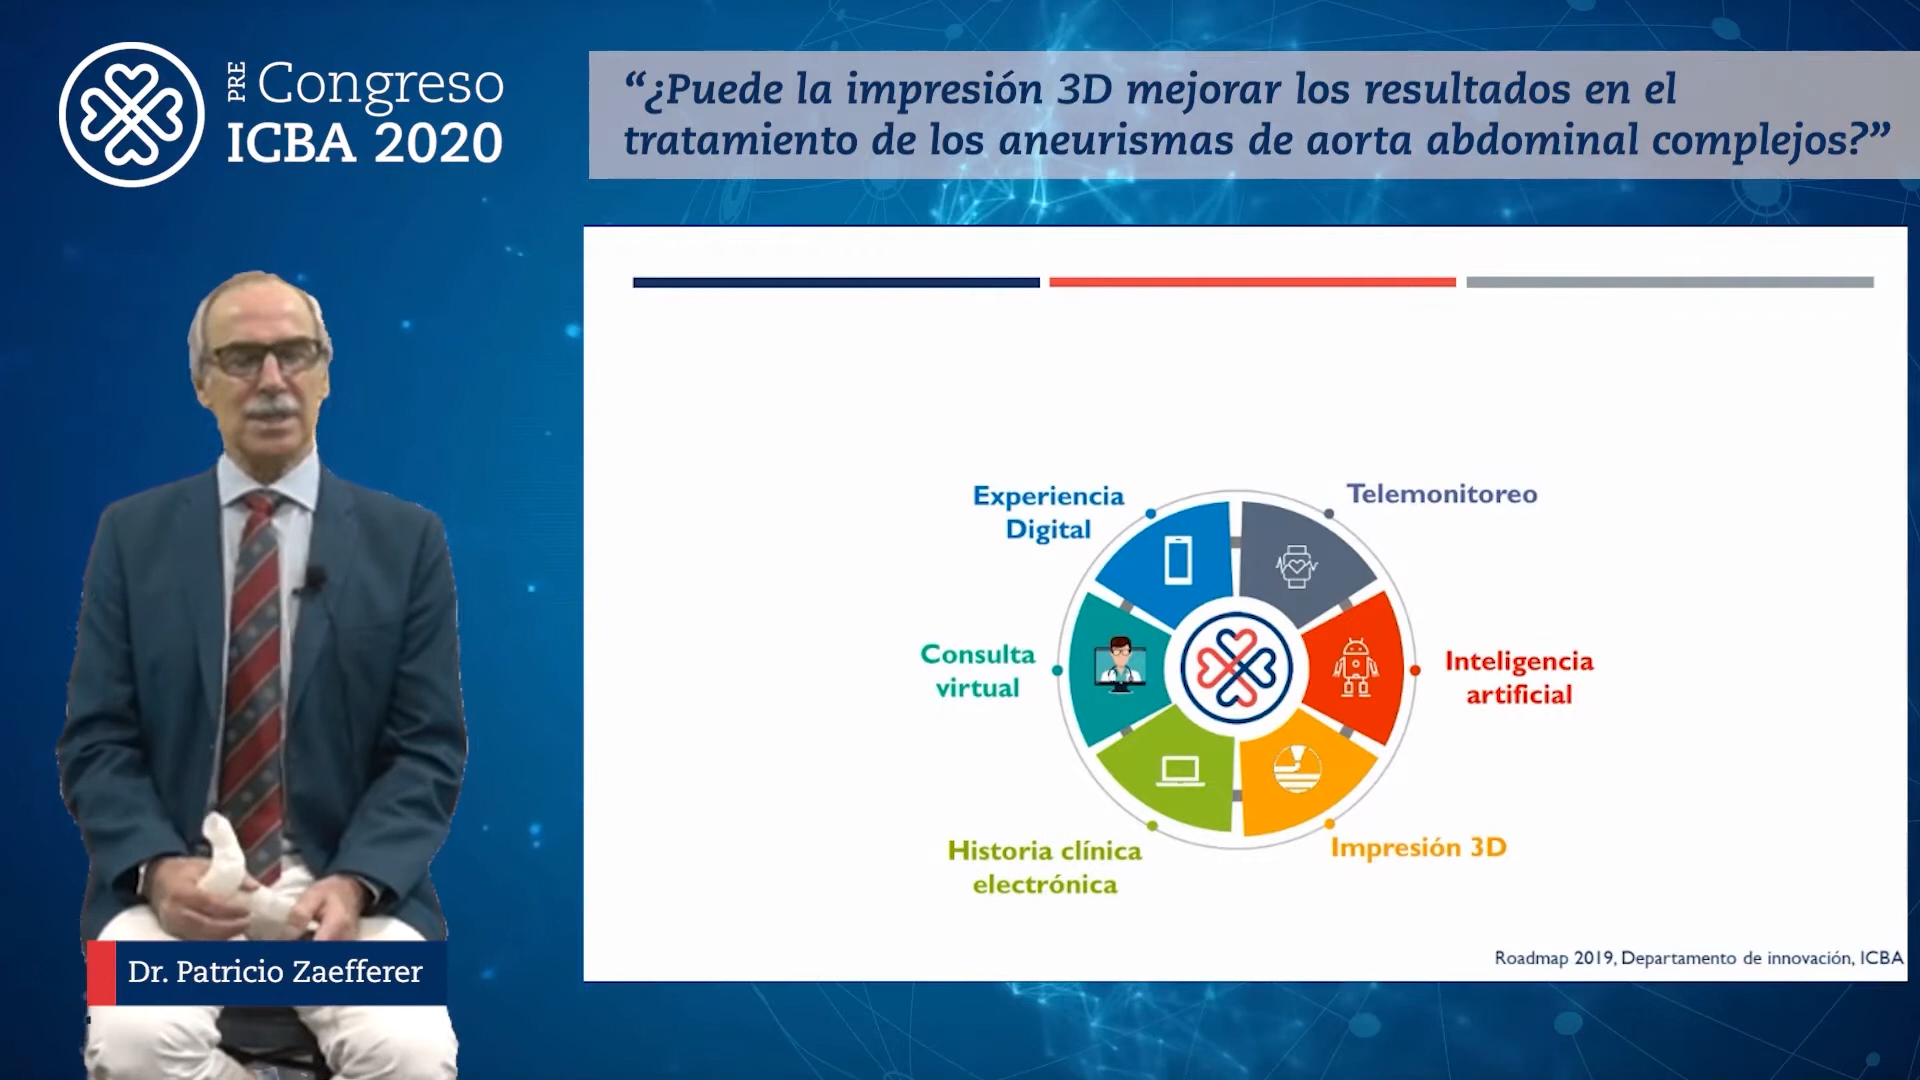 PRE
Congreso
ICBA 2020
“¿Puede la impresión 3D mejorar los resultados en el
tratamiento de los aneurismas de aorta abdominal complejos?”
Experiencia
Digital
Telemonitoreo
Consulta
virtual
Inteligencia
artificial
Historia clínica
electrónica
Impresión 3D
Roadmap 2019, Departamento de innovación, ICBA
Dr. Patricio Zaefferer